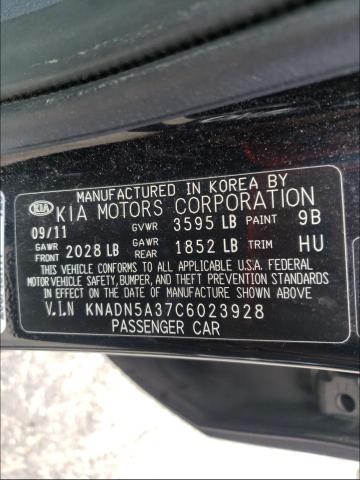 MANUFACTURED IN KOREA BY
KIA KIA MOTORS CORPORATION
09/11 GVWR 3595 LB PAINT 9B
GAWR FRONT 2028 LB GAWR REAR 1852 LB TRIM HU
THIS VEHICLE CONFORMS TO ALL APPLICABLE U.S.A. FEDERAL
MOTOR VEHICLE SAFETY, BUMPER, AND THEFT PREVENTION STANDARDS IN
EFFECT ON THE DATE OF MANUFACTURE SHOWN ABOVE.
V.I.N KNADN5A37C6023928
PASSENGER CAR